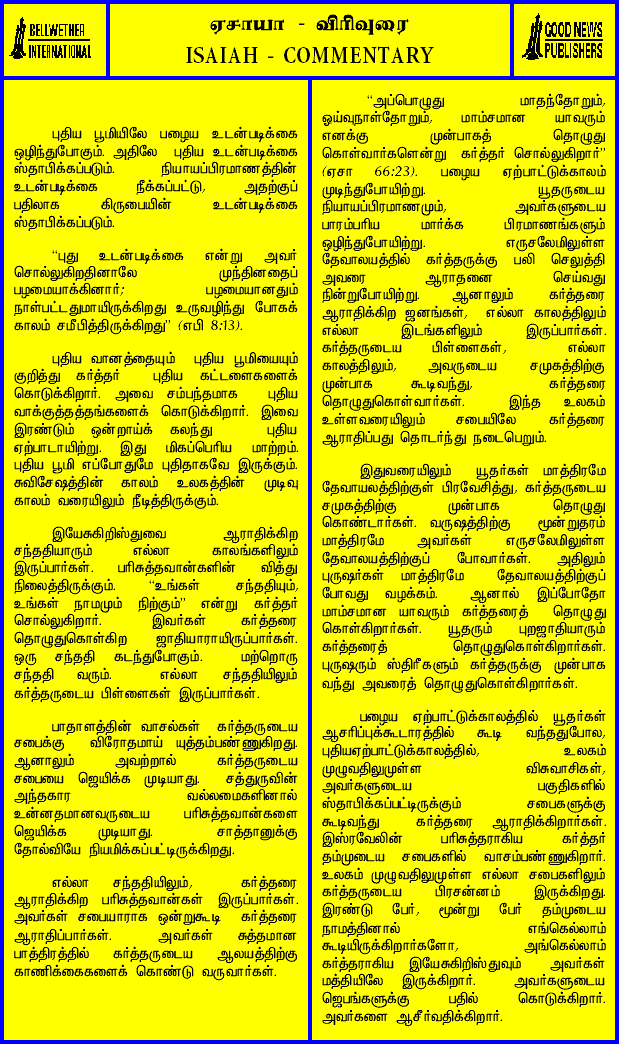 BELLWETHER
INTERNATIONAL
ஏசாயா - விரிவுரை
ISAIAH - COMMENTARY
GOOD NEWS
PUBLISHERS
புதிய பூமியிலே பழைய உடன்படிக்கை
ஒழிந்துபோகும். அதிலே புதிய உடன்படிக்கை
ஸ்தாபிக்கப்படும். நியாயப்பிரமாணத்தின்
உடன்படிக்கை நீக்கப்பட்டு, அதற்குப்
பதிலாக கிருபையின் உடன்படிக்கை
ஸ்தாபிக்கப்படும்.
“புது உடன்படிக்கை என்று அவர்
சொல்லுகிறதினாலே முந்தினதைப்
பழமையாக்கினார்; பழமையானதும்
நாள்பட்டதுமாயிருக்கிறது உருவழிந்து போகக்
காலம் சமீபித்திருக்கிறது” (எபி 8:13).
புதிய வானத்தையும் புதிய பூமியையும்
குறித்து கர்த்தர் புதிய கட்டளைகளைக்
கொடுக்கிறார். அவை சம்பந்தமாக புதிய
வாக்குத்தத்தங்களைக் கொடுக்கிறார். இவை
இரண்டும் ஒன்றாய்க் கலந்து புதிய
ஏற்பாடாயிற்று. இது மிகப்பெரிய மாற்றம்.
புதிய பூமி எப்போதுமே புதிதாகவே இருக்கும்.
சுவிசேஷத்தின் காலம் உலகத்தின் முடிவு
காலம் வரையிலும் நீடித்திருக்கும்.
இயேசுகிறிஸ்துவை ஆராதிக்கிற
சந்ததியாரும் எல்லா காலங்களிலும்
இருப்பார்கள். பரிசுத்தவான்களின் வித்து
நிலைத்திருக்கும். “உங்கள் சந்ததியும்,
உங்கள் நாமமும் நிற்கும்” என்று கர்த்தர்
சொல்லுகிறார். இவர்கள் கர்த்தரை
தொழுதுகொள்கிற ஜாதியாராயிருப்பார்கள்.
ஒரு சந்ததி கடந்துபோகும். மற்றொரு
சந்ததி வரும். எல்லா சந்ததியிலும்
கர்த்தருடைய பிள்ளைகள் இருப்பார்கள்.
பாதாளத்தின் வாசல்கள் கர்த்தருடைய
சபைக்கு விரோதமாய் யுத்தம்பண்ணுகிறது.
ஆனாலும் அவற்றால் கர்த்தருடைய
சபையை ஜெயிக்க முடியாது. சத்துருவின்
அந்தகார வல்லமைகளினால்
உன்னதமானவருடைய பரிசுத்தவான்களை
ஜெயிக்க முடியாது. சாத்தானுக்கு
தோல்வியே நியமிக்கப்பட்டிருக்கிறது.
எல்லா சந்ததியிலும், கர்த்தரை
ஆராதிக்கிற பரிசுத்தவான்கள் இருப்பார்கள்.
அவர்கள் சபையாராக ஒன்றுகூடி கர்த்தரை
ஆராதிப்பார்கள். அவர்கள் சுத்தமான
பாத்திரத்தில் கர்த்தருடைய ஆலயத்திற்கு
காணிக்கைகளைக் கொண்டு வருவார்கள்.
“அப்பொழுது மாதந்தோறும்,
ஓய்வுநாள்தோறும், மாம்சமான யாவரும்
எனக்கு முன்பாகத் தொழுது
கொள்வார்களென்று கர்த்தர் சொல்லுகிறார்”
(ஏசா 66:23). பழைய ஏற்பாட்டுக்காலம்
முடிந்துபோயிற்று. யூதருடைய
நியாயப்பிரமாணமும், அவர்களுடைய
பாரம்பரிய மார்க்க பிரமாணங்களும்
ஒழிந்துபோயிற்று. எருசலேமிலுள்ள
தேவாலயத்தில் கர்த்தருக்கு பலி செலுத்தி
அவரை ஆராதனை செய்வது
நின்றுபோயிற்று. ஆனாலும் கர்த்தரை
ஆராதிக்கிற ஜனங்கள், எல்லா காலத்திலும்
எல்லா இடங்களிலும் இருப்பார்கள்.
கர்த்தருடைய பிள்ளைகள், எல்லா
காலத்திலும், அவருடைய சமுகத்திற்கு
முன்பாக கூடிவந்து, கர்த்தரை
தொழுதுகொள்வார்கள். இந்த உலகம்
உள்ளவரையிலும் சபையிலே கர்த்தரை
ஆராதிப்பது தொடர்ந்து நடைபெறும்.
இதுவரையிலும் யூதர்கள் மாத்திரமே
தேவாயலத்திற்குள் பிரவேசித்து, கர்த்தருடைய
சமுகத்திற்கு முன்பாக தொழுது
கொண்டார்கள். வருஷத்திற்கு மூன்றுதரம்
மாத்திரமே அவர்கள் எருசலேமிலுள்ள
தேவாலயத்திற்குப் போவார்கள். அதிலும்
புருஷர்கள் மாத்திரமே தேவாலயத்திற்குப்
போவது வழக்கம். ஆனால் இப்போதோ
மாம்சமான யாவரும் கர்த்தரைத் தொழுது
கொள்கிறார்கள். யூதரும் புறஜாதியாரும்
கர்த்தரைத் தொழுதுகொள்கிறார்கள்.
புருஷரும் ஸ்திரீகளும் கர்த்தருக்கு முன்பாக
வந்து அவரைத் தொழுதுகொள்கிறார்கள்.
பழைய ஏற்பாட்டுக்காலத்தில் யூதர்கள்
ஆசரிப்புக்கூடாரத்தில் கூடி வந்ததுபோல,
புதியஏற்பாட்டுக்காலத்தில், உலகம்
முழுவதிலுமுள்ள விசுவாசிகள்,
அவர்களுடைய பகுதிகளில்
ஸ்தாபிக்கப்பட்டிருக்கும் சபைகளுக்கு
கூடிவந்து கர்த்தரை ஆராதிக்கிறார்கள்.
இஸ்ரவேலின் பரிசுத்தராகிய கர்த்தர்
தம்முடைய சபைகளில் வாசம்பண்ணுகிறார்.
உலகம் முழுவதிலுமுள்ள எல்லா சபைகளிலும்
கர்த்தருடைய பிரசன்னம் இருக்கிறது.
இரண்டு பேர், மூன்று பேர் தம்முடைய
நாமத்தினால் எங்கெல்லாம்
கூடியிருக்கிறார்களோ, அங்கெல்லாம்
கர்த்தராகிய இயேசுகிறிஸ்துவும் அவர்கள்
மத்தியிலே இருக்கிறார். அவர்களுடைய
ஜெபங்களுக்கு பதில் கொடுக்கிறார்.
அவர்களை ஆசீர்வதிக்கிறார்.